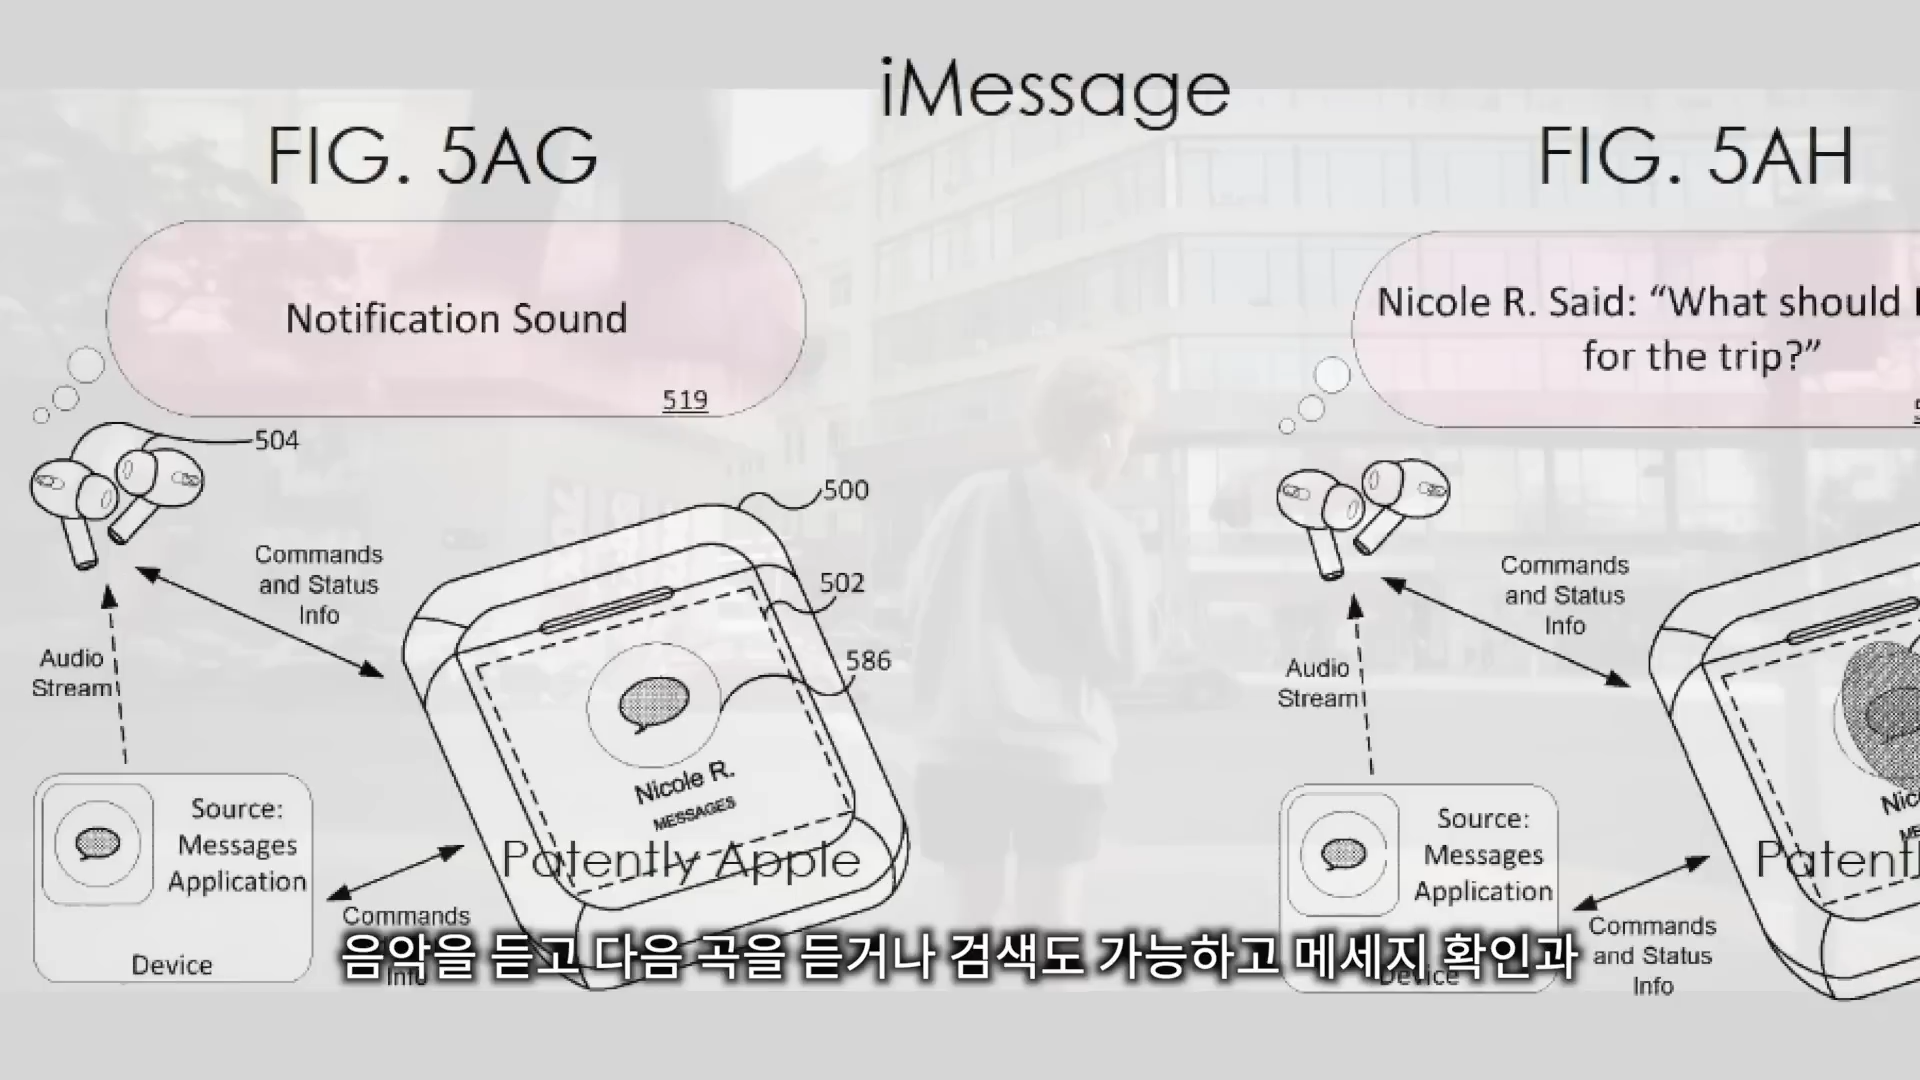 iMessage
FIG. 5AG
Notification Sound
519
504
500
502
586
Commands
and Status
Info
Audio
Stream
Nicole R.
MESSAGES
Source:
Messages
Application
Device
Patently Apple
Commands
Info
FIG. 5AH
Nicole R. Said: “What should I
for the trip?”
Commands
and Status
Info
Audio
Stream
Source:
Messages
Application
Device
Commands
and Status
Info
음악을 듣고 다음 곡을 듣거나 검색도 가능하고 메세지 확인과